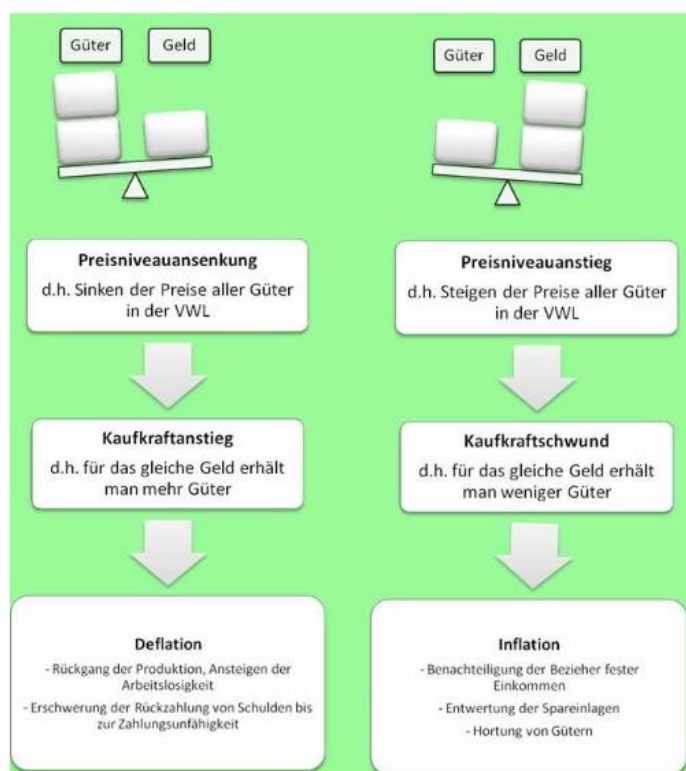 Güter
Geld
Preisniveauansenkung
d.h. Sinken der Preise aller Güter
in der VWL
Kaufkraftanstieg
d.h. für das gleiche Geld erhält
man mehr Güter
Deflation
- Rückgang der Produktion, Ansteigen der
Arbeitslosigkeit
- Erschwerung der Rückzahlung von Schulden bis
zur Zahlungsunfähigkeit
Güter
Geld
Preisniveauanstieg
d.h. Steigen der Preise aller Güter
in der VWL
Kaufkraftschwund
d.h. für das gleiche Geld erhält
man weniger Güter
Inflation
- Benachteiligung der Bezieher fester
Einkommen
- Entwertung der Spareinlagen
- Hortung von Gütern